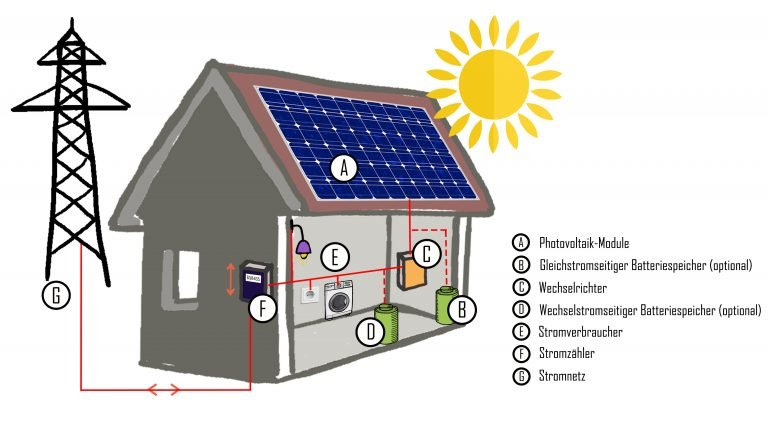 A
E
C
F
G
D
B
A Photovoltaik-Module
B Gleichstromseitiger Batteriespeicher (optional)
C Wechselrichter
D Wechselstromseitiger Batteriespeicher (optional)
E Stromverbraucher
F Stromzähler
G Stromnetz